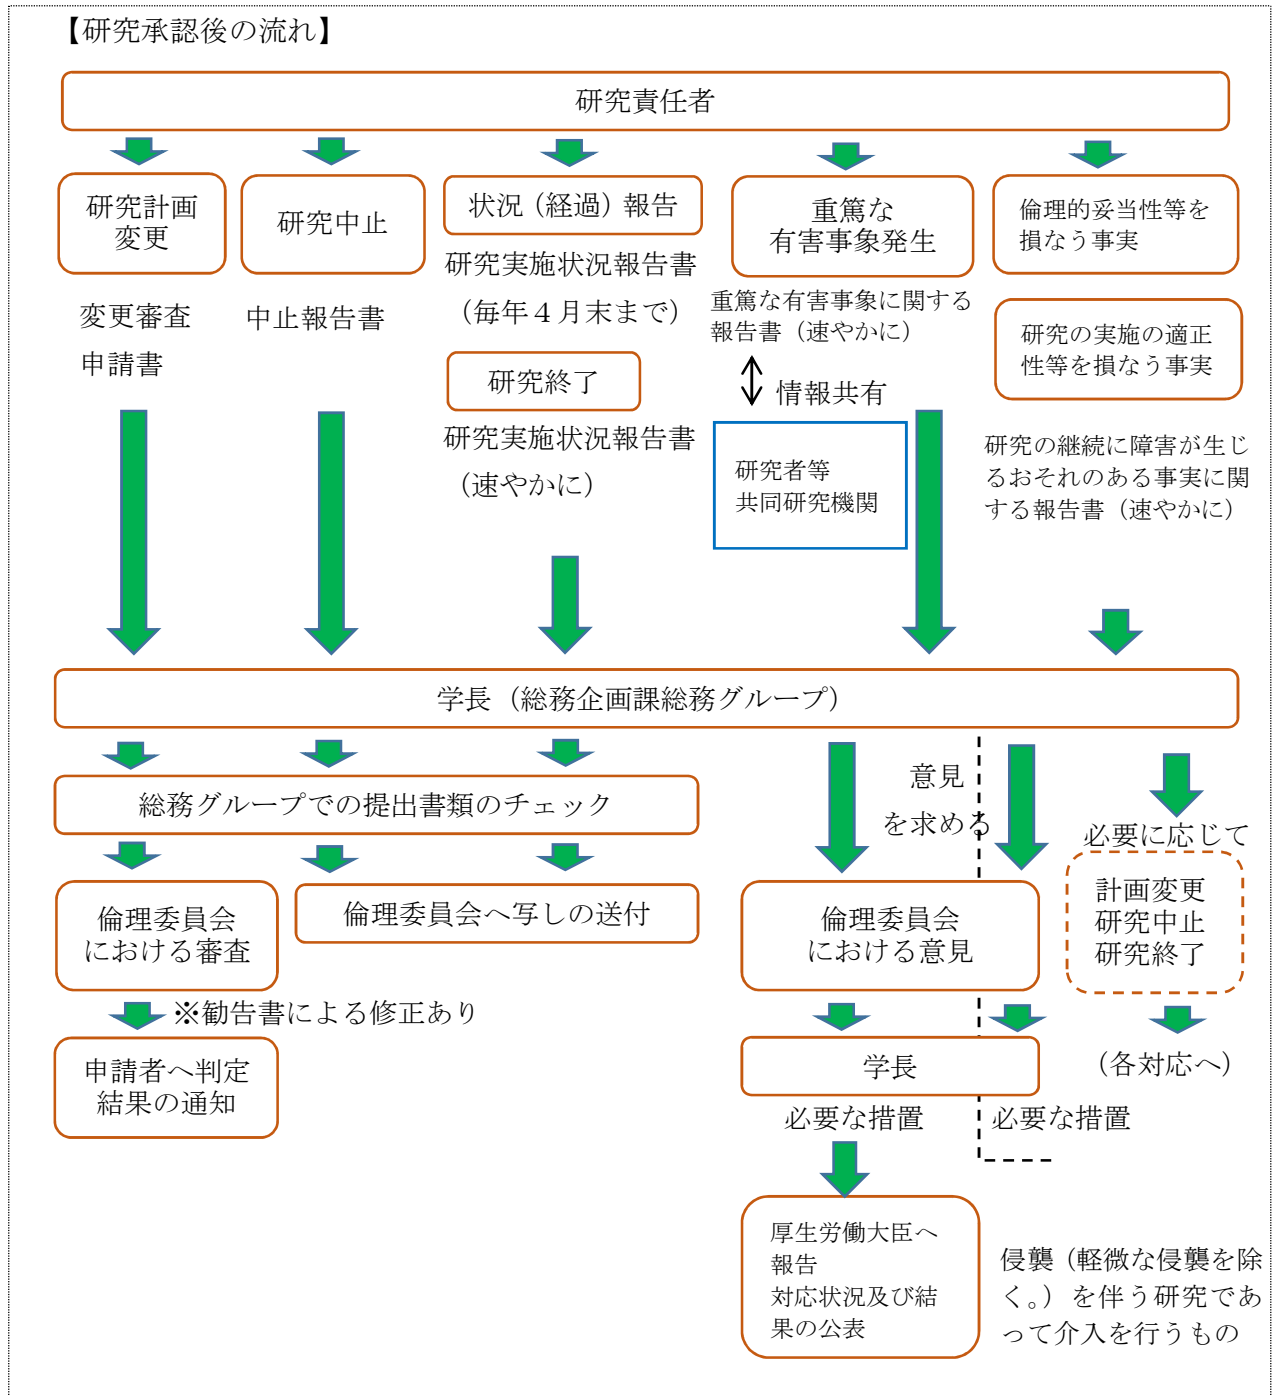 【研究承認後の流れ】
研究責任者
研究計画
変更
変更審査
申請書
研究中止
中止報告書
状況（経過）報告
研究実施状況報告書
（毎年４月末まで）
研究終了
研究実施状況報告書
（速やかに）
重篤な
有害事象発生
重篤な有害事象に関する
報告書（速やかに）
情報共有
研究者等
共同研究機関
倫理的妥当性等を
損なう事実
研究の実施の適正
性等を損なう事実
研究の継続に障害が生じ
るおそれのある事実に関
する報告書（速やかに）
学長（総務企画課総務グループ）
総務グループでの提出書類のチェック
倫理委員会
における審査
倫理委員会へ写しの送付
※勧告書による修正あり
申請者へ判定
結果の通知
意見
を求める
倫理委員会
における意見
学長
必要な措置
必要な措置
厚生労働大臣へ
報告
対応状況及び結
果の公表
必要に応じて
計画変更
研究中止
研究終了
（各対応へ）
侵襲（軽微な侵襲を除
く。）を伴う研究であ
って介入を行うもの